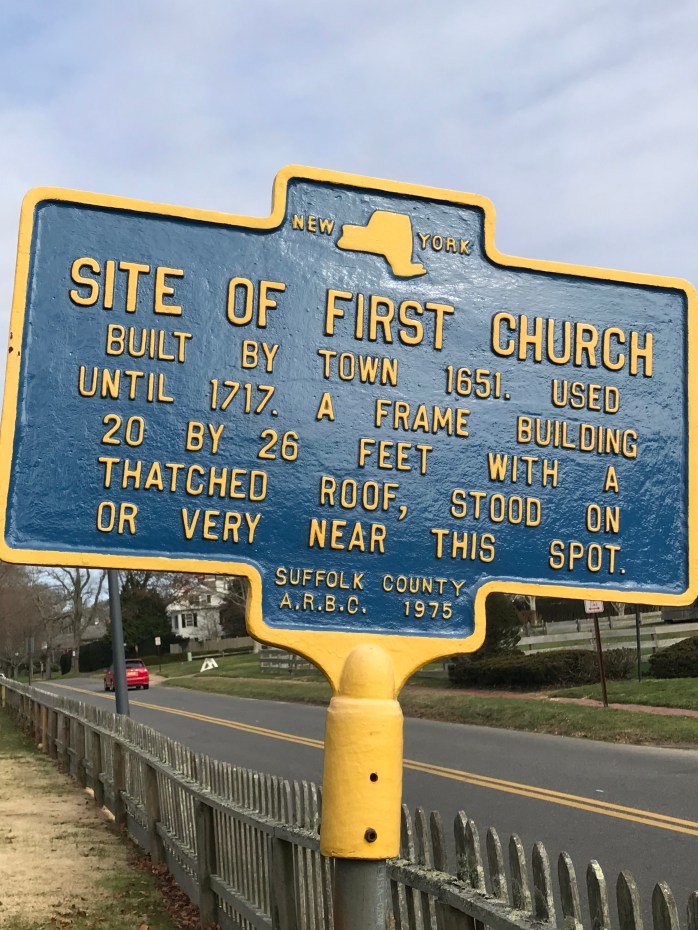 NEW YORK
SITE OF FIRST CHURCH
BUILT BY TOWN 1651. USED
UNTIL 1717. A FRAME BUILDING
20 BY 26 FEET WITH A
THATCHED ROOF, STOOD ON
OR VERY NEAR THIS SPOT.
SUFFOLK COUNTY
A.R.B.C. 1975